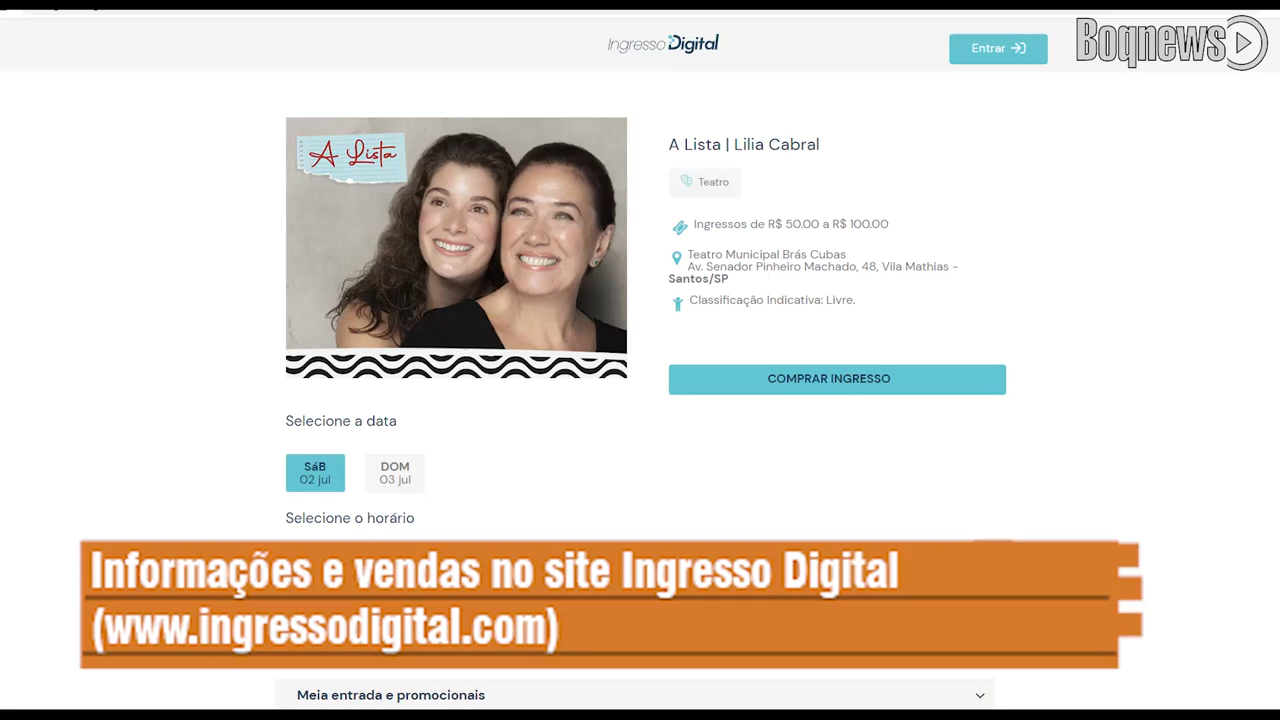 Ingresso Digital
Entrar
Boqnews
A Lista
A Lista | Lilia Cabral
Teatro
Ingressos de R$ 50.00 a R$ 100.00
Teatro Municipal Brás Cubas
Av. Senador Pinheiro Machado, 48, Vila Mathias -
Santos/SP
Classificação Indicativa: Livre.
COMPRAR INGRESSO
Selecione a data
SáB
02 jul
DOM
03 jul
Selecione o horário
Informações e vendas no site Ingresso Digital
(www.ingressodigital.com)
Meia entrada e promocionais